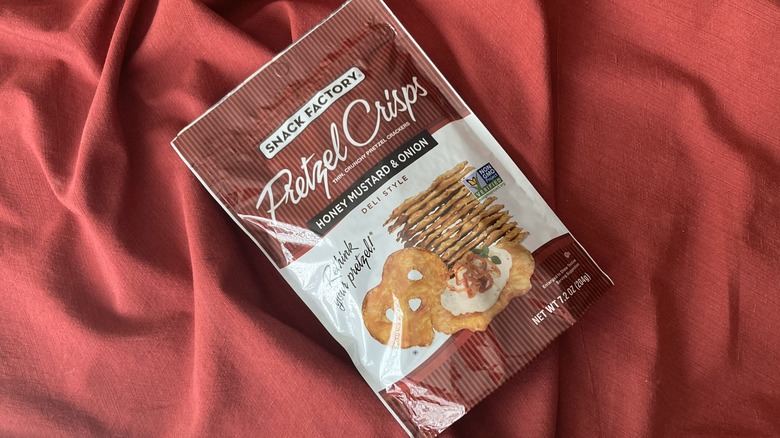 SNACK FACTORY®
Pretzel Crisps®
THIN, CRUNCHY PRETZEL CRACKERS
HONEY MUSTARD & ONION
DELI STYLE
NON
GMO
VERIFIED
Rethink
your pretzel!®
NET WT 7.2 OZ (204g)